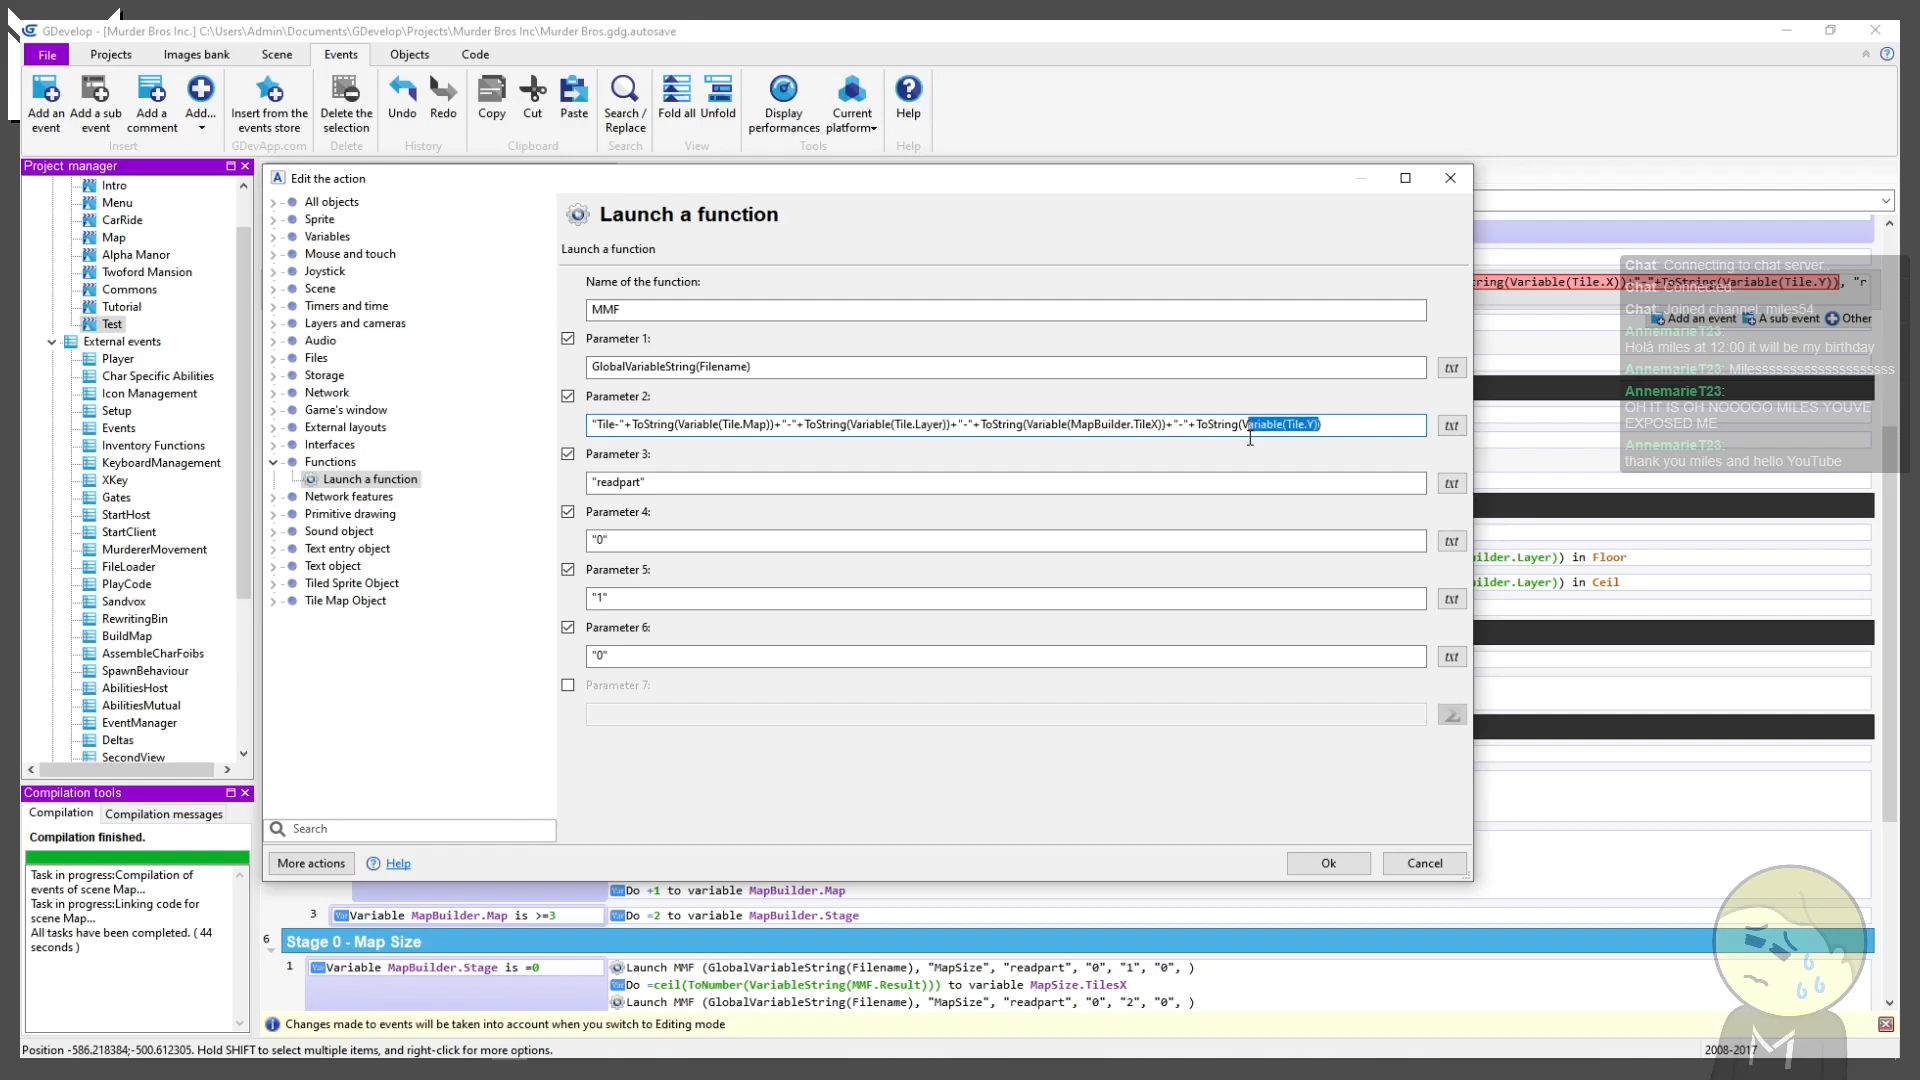 GDevelop - [Murder Bros Inc.] C:\Users\Admin\Documents\GDevelop\Projects\Murder Bros Inc\Murder Bros.gdg.autosave
File
Projects
Images bank
Scene
Events
Objects
Code
Add an event
Add a sub event
Add a comment
Add...
Insert from the events store
Delete the selection
Undo
Redo
Copy
Cut
Paste
Search / Replace
Fold all
Unfold
Display performances
Current platform
Help
Insert
GDevApp.com
Delete
History
Clipboard
Search
View
Tools
Help
Project manager
Intro
Menu
CarRide
Map
Alpha Manor
Twoford Mansion
Commons
Tutorial
Test
External events
Player
Char Specific Abilities
Icon Management
Setup
Events
Inventory Functions
KeyboardManagement
XKey
Gates
StartHost
StartClient
MurdererMovement
FileLoader
PlayCode
Sandvox
RewritingBin
BuildMap
AssembleCharFoibs
SpawnBehaviour
AbilitiesHost
AbilitiesMutual
EventManager
Deltas
SecondView
Compilation tools
Compilation
Compilation messages
Compilation finished.
Task in progress:Compilation of
events of scene Map...
Task in progress:Linking code for
scene Map...
All tasks have been completed. ( 44
seconds )
Edit the action
All objects
Sprite
Variables
Mouse and touch
Joystick
Scene
Timers and time
Layers and cameras
Audio
Files
Storage
Network
Game's window
External layouts
Interfaces
Functions
Launch a function
Network features
Primitive drawing
Sound object
Text entry object
Text object
Tiled Sprite Object
Tile Map Object
Search
More actions
Help
Launch a function
Launch a function
Name of the function:
MMF
Parameter 1:
GlobalVariableString(Filename)
txt
Parameter 2:
"Tile-"+ToString(Variable(Tile.Map))+"-"+ToString(Variable(Tile.Layer))+"-"+ToString(Variable(MapBuilder.TileX))+"-"+ToString(Variable(Tile.Y))
txt
Parameter 3:
"readpart"
txt
Parameter 4:
"0"
txt
Parameter 5:
"1"
txt
Parameter 6:
"0"
txt
Parameter 7:
Ok
Cancel
ring(Variable(Tile.X))+"-"+ToString(Variable(Tile.Y)), "r
Add an event
A sub event
Other
Chat: Connecting to chat server..
Chat: Connected
Chat: Joined channel: miles54
AnnemarieT23:
Holà miles at 12:00 it will be my birthday
AnnemarieT23: Milessssssssssssssssssss
AnnemarieT23:
OH IT IS OH NOOOOO MILES YOUVE
EXPOSED ME
AnnemarieT23:
thank you miles and hello YouTube
uilder.Layer)) in Floor
uilder.Layer)) in Ceil
Do +1 to variable MapBuilder.Map
3
Variable MapBuilder.Map is >=3
Do =2 to variable MapBuilder.Stage
6
Stage 0 - Map Size
1
Variable MapBuilder.Stage is =0
Launch MMF (GlobalVariableString(Filename), "MapSize", "readpart", "0", "1", "0", )
Do =ceil(ToNumber(VariableString(MMF.Result))) to variable MapSize.TilesX
Launch MMF (GlobalVariableString(Filename), "MapSize", "readpart", "0", "2", "0", )
Changes made to events will be taken into account when you switch to Editing mode
Position -586.218384;-500.612305. Hold SHIFT to select multiple items, and right-click for more options.
2008-2017